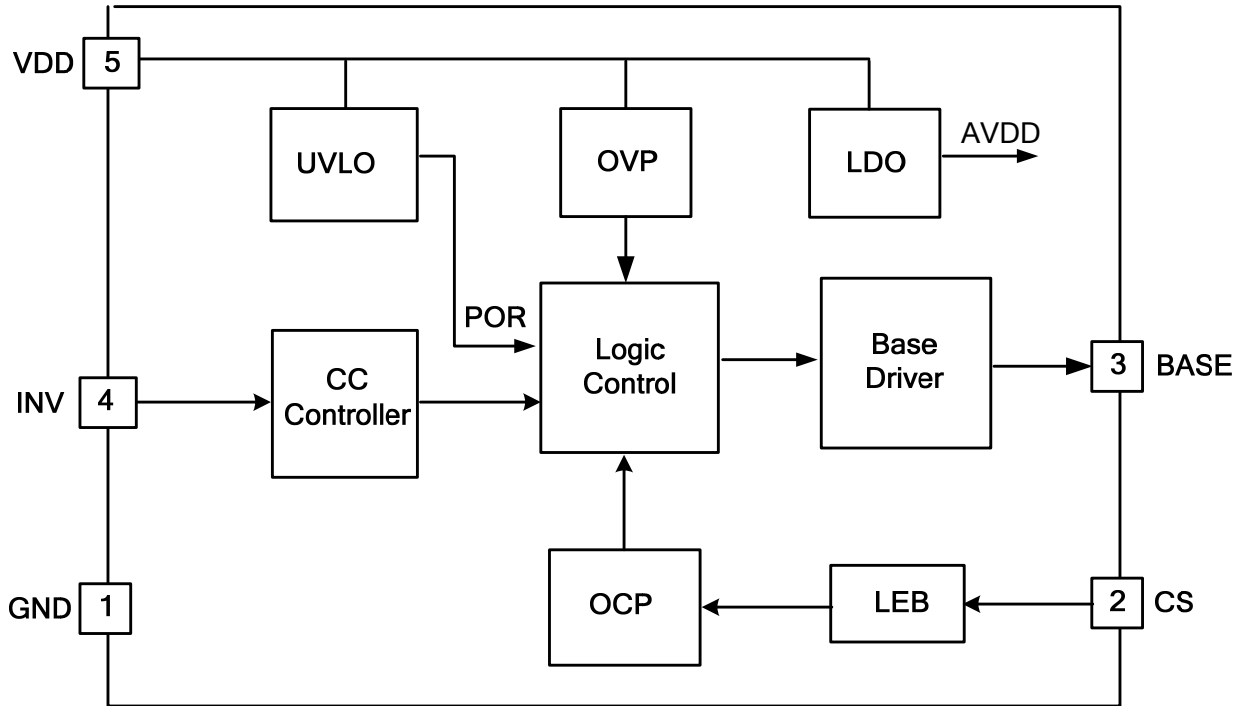 VDD
5
UVLO
OVP
LDO
AVDD
POR
Logic
Control
Base
Driver
3
BASE
INV
4
CC
Controller
GND
1
OCP
LEB
2
CS